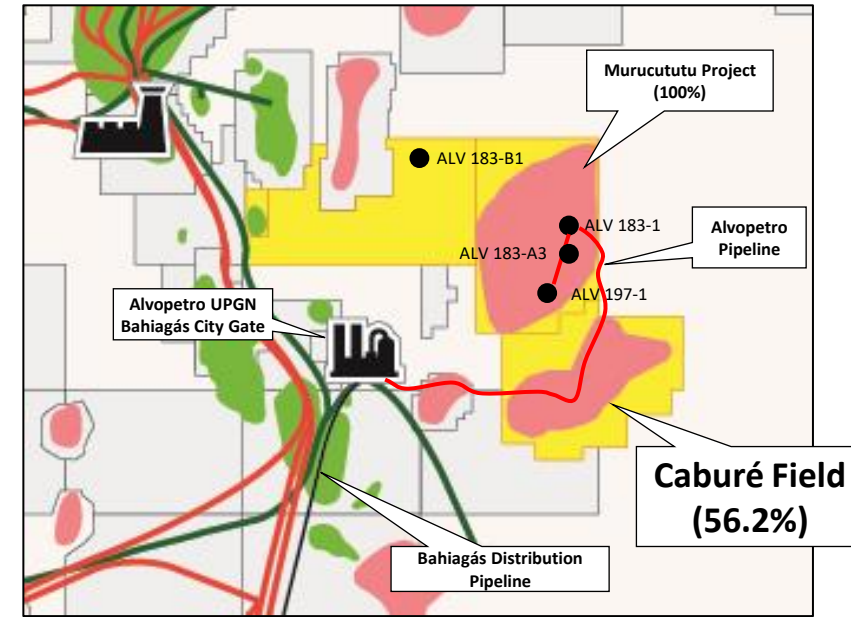 Murucututu Project
(100%)
ALV 183-B1
ALV 183-1
Alvopetro
Pipeline
ALV 183-A3
ALV 197-1
Alvopetro UPGN
Bahiagás City Gate
Caburé Field
(56.2%)
Bahiagás Distribution
Pipeline